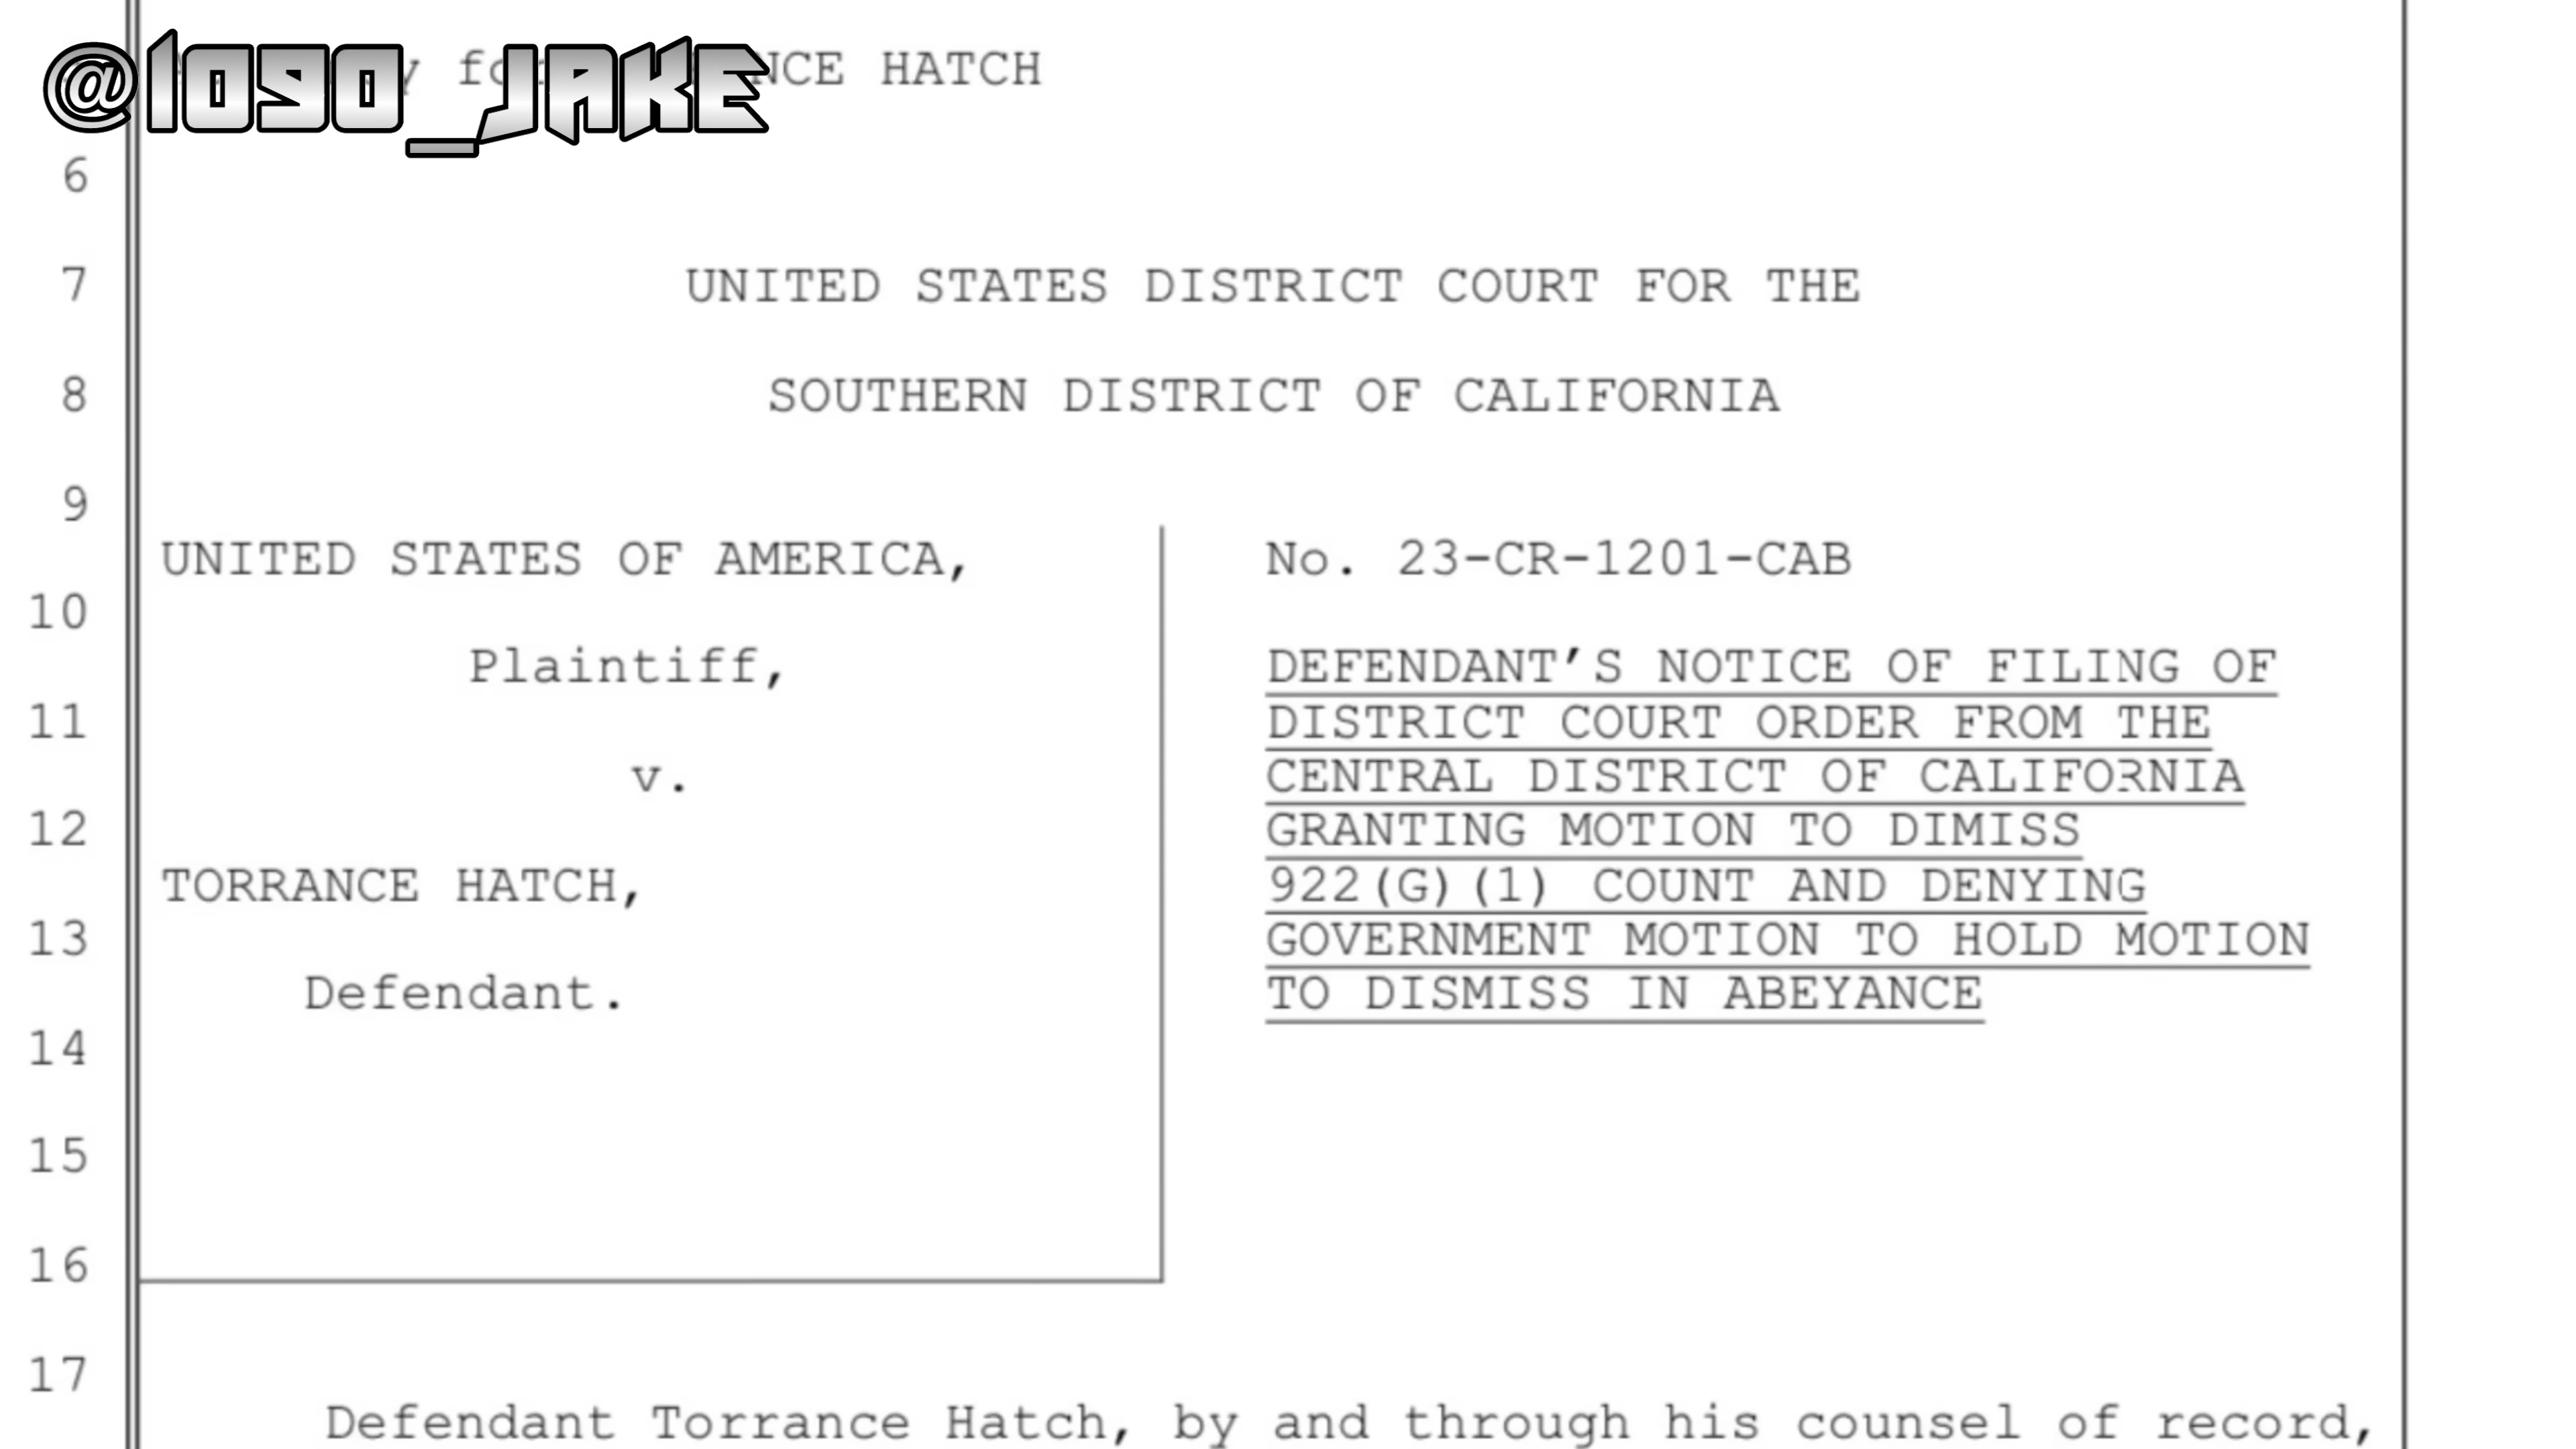 @1090_JAKE
HATCH
6
7 UNITED STATES DISTRICT COURT FOR THE
8 SOUTHERN DISTRICT OF CALIFORNIA
9
UNITED STATES OF AMERICA,
No. 23-CR-1201-CAB
10
Plaintiff,
DEFENDANT’S NOTICE OF FILING OF
11 DISTRICT COURT ORDER FROM THE
v.
CENTRAL DISTRICT OF CALIFORNIA
12 GRANTING MOTION TO DIMISS
TORRANCE HATCH,
922(G)(1) COUNT AND DENYING
13 GOVERNMENT MOTION TO HOLD MOTION
Defendant.
TO DISMISS IN ABEYANCE
14
15
16
17
Defendant Torrance Hatch, by and through his counsel of record,